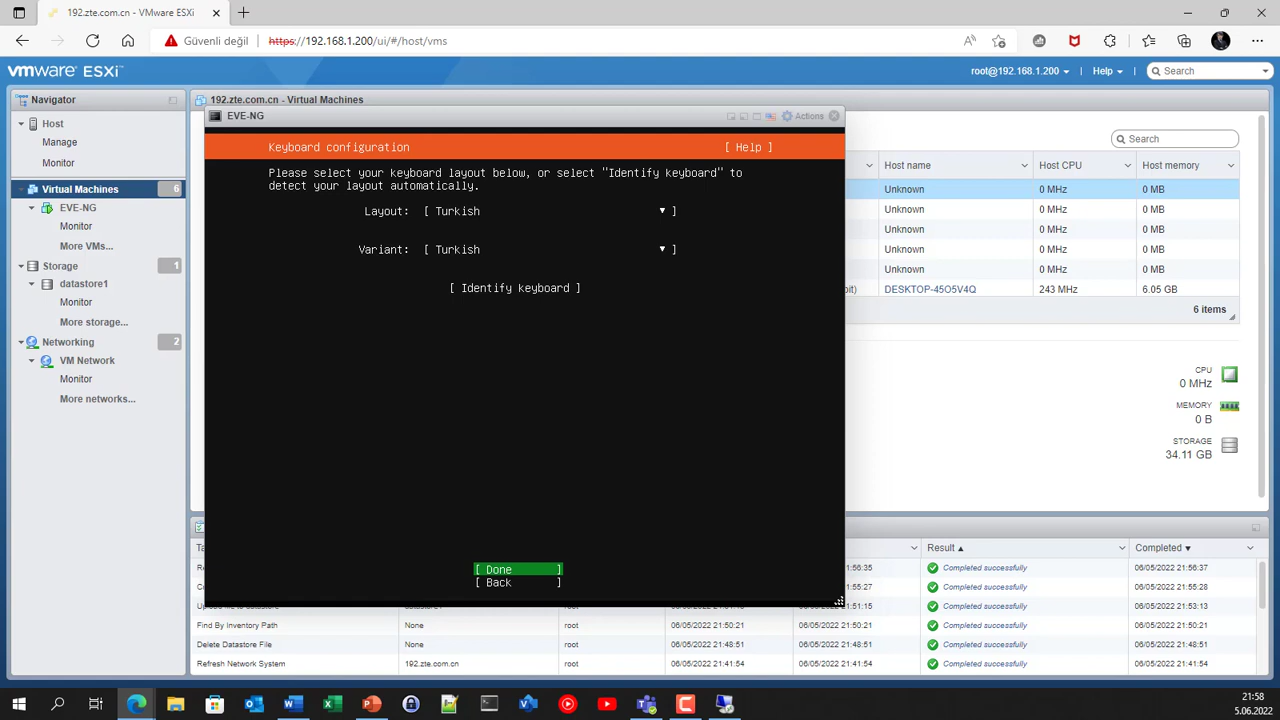 192.zte.com.cn - VMware ESXi
Güvenli değil
https://192.168.1.200/ui/#/host/vms
vmware ESXi™
root@192.168.1.200
Help
Search
Navigator
Host
Manage
Monitor
Virtual Machines 6
EVE-NG
Monitor
More VMs...
Storage 1
datastore1
Monitor
More storage...
Networking 2
VM Network
Monitor
More networks...
192.zte.com.cn - Virtual Machines
EVE-NG
Actions
Keyboard configuration [ Help ]
Please select your keyboard layout below, or select "Identify keyboard" to
detect your layout automatically.
Layout: [ Turkish ▼ ]
Variant: [ Turkish ▼ ]
[ Identify keyboard ]
[ Done ]
[ Back ]
Search
Host name Host CPU Host memory
Unknown 0 MHz 0 MB
Unknown 0 MHz 0 MB
Unknown 0 MHz 0 MB
Unknown 0 MHz 0 MB
Unknown 0 MHz 0 MB
bit) DESKTOP-45O5V4Q 243 MHz 6.05 GB
6 items
CPU
0 MHz
MEMORY
0 B
STORAGE
34.11 GB
Result Completed
:56:35 Completed successfully 06/05/2022 21:56:37
:55:27 Completed successfully 06/05/2022 21:55:28
:51:15 Completed successfully 06/05/2022 21:53:13
Find By Inventory Path None root 06/05/2022 21:50:21 06/05/2022 21:50:21 Completed successfully 06/05/2022 21:50:21
Delete Datastore File None root 06/05/2022 21:48:51 06/05/2022 21:48:51 Completed successfully 06/05/2022 21:48:51
Refresh Network System 192.zte.com.cn root 06/05/2022 21:41:54 06/05/2022 21:41:54 Completed successfully 06/05/2022 21:41:54
21:58
5.06.2022